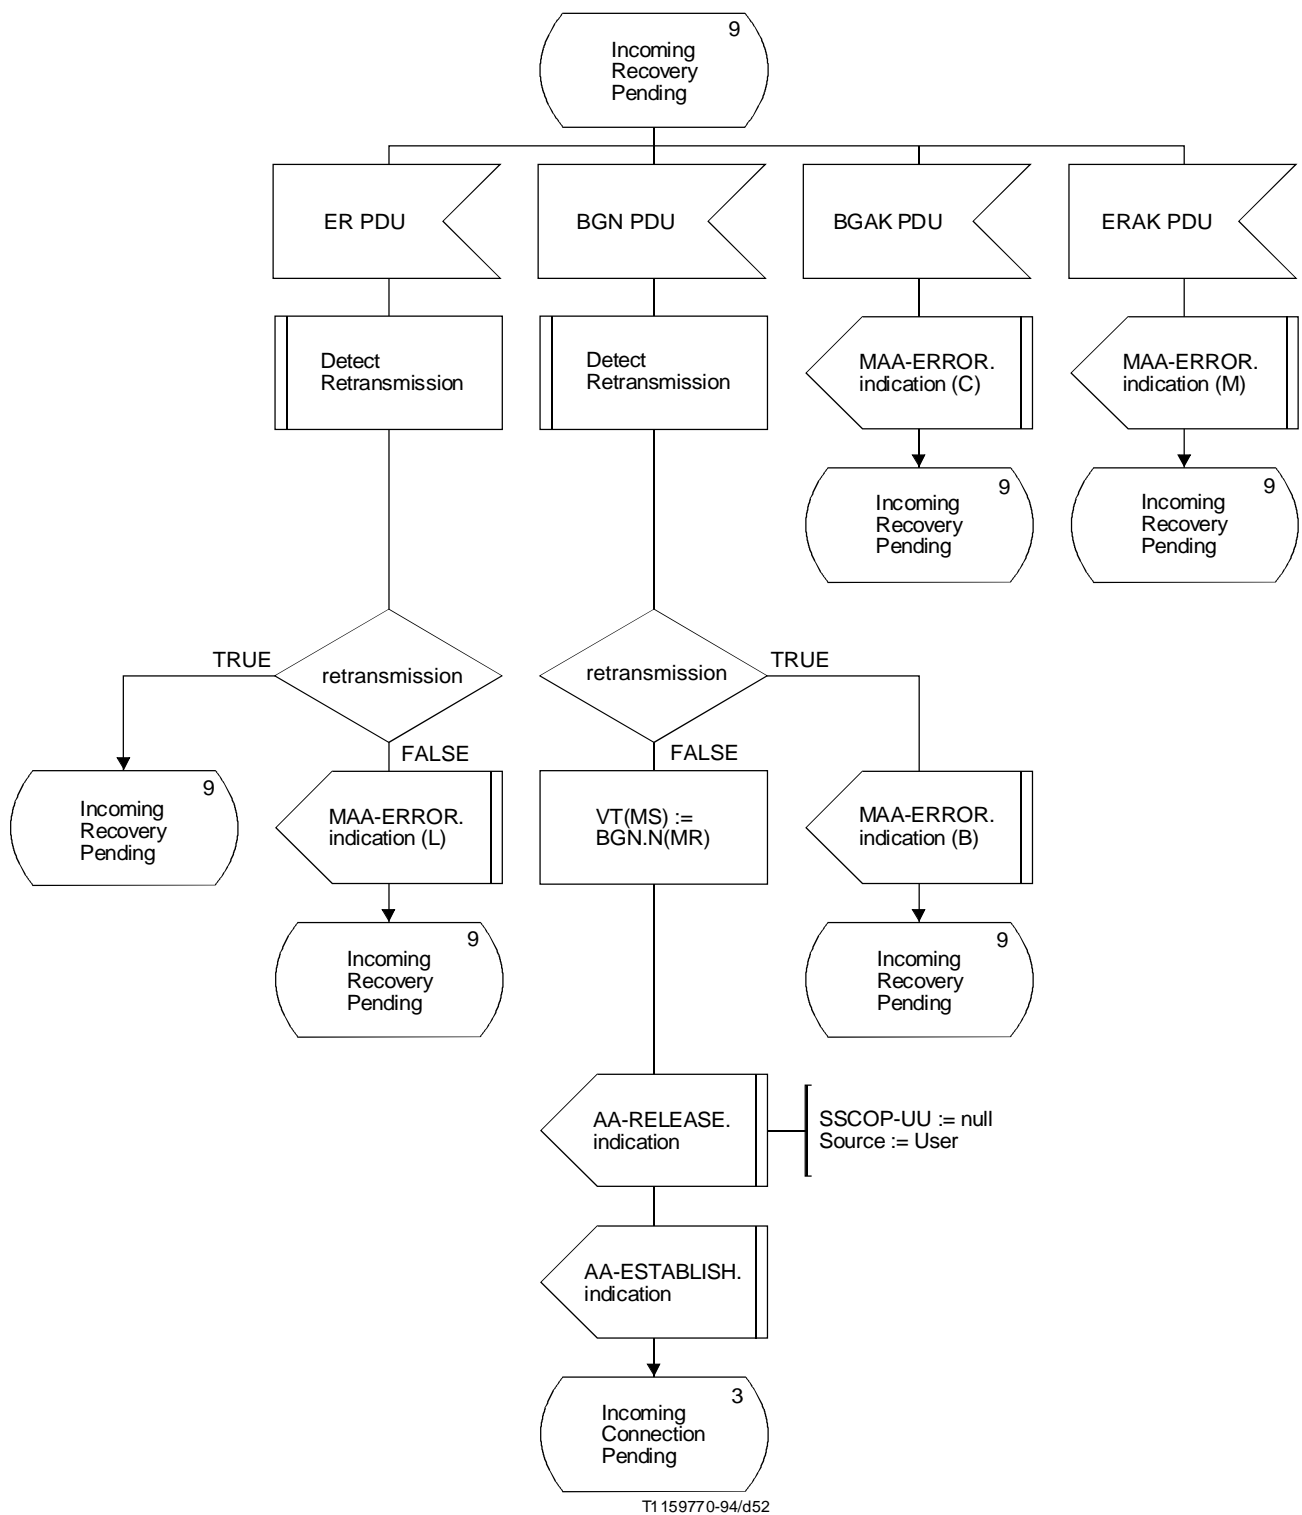 9
Incoming
Recovery
Pending
ER PDU
BGN PDU
BGAK PDU
ERAK PDU
Detect
Retransmission
Detect
Retransmission
MAA-ERROR.
indication (C)
MAA-ERROR.
indication (M)
9
Incoming
Recovery
Pending
9
Incoming
Recovery
Pending
TRUE
retransmission
FALSE
retransmission
TRUE
FALSE
9
Incoming
Recovery
Pending
MAA-ERROR.
indication (L)
VT(MS) :=
BGN.N(MR)
MAA-ERROR.
indication (B)
9
Incoming
Recovery
Pending
9
Incoming
Recovery
Pending
AA-RELEASE.
indication
SSCOP-UU := null
Source := User
AA-ESTABLISH.
indication
3
Incoming
Connection
Pending
T1159770-94/d52